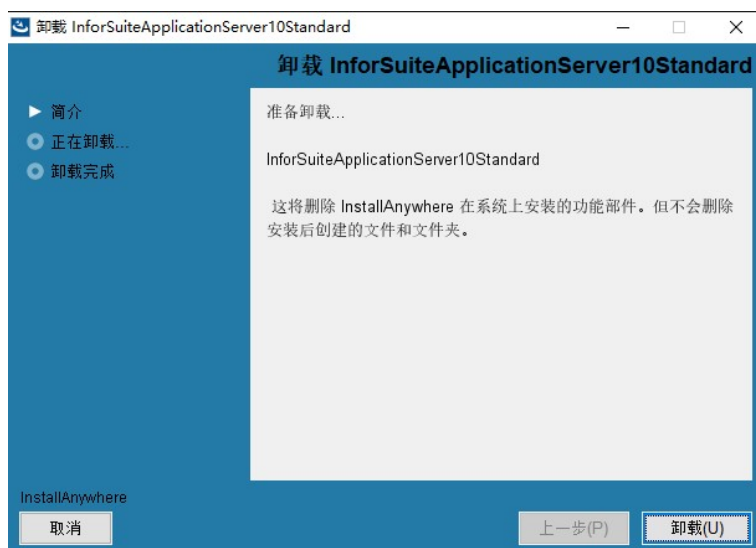 卸载 InforSuiteApplicationServer10Standard
卸载 InforSuiteApplicationServer10Standard
简介
正在卸载...
卸载完成
准备卸载...
InforSuiteApplicationServer10Standard
这将删除 InstallAnywhere 在系统上安装的功能部件。但不会删除
安装后创建的文件和文件夹。
InstallAnywhere
取消
上一步(P)
卸载(U)